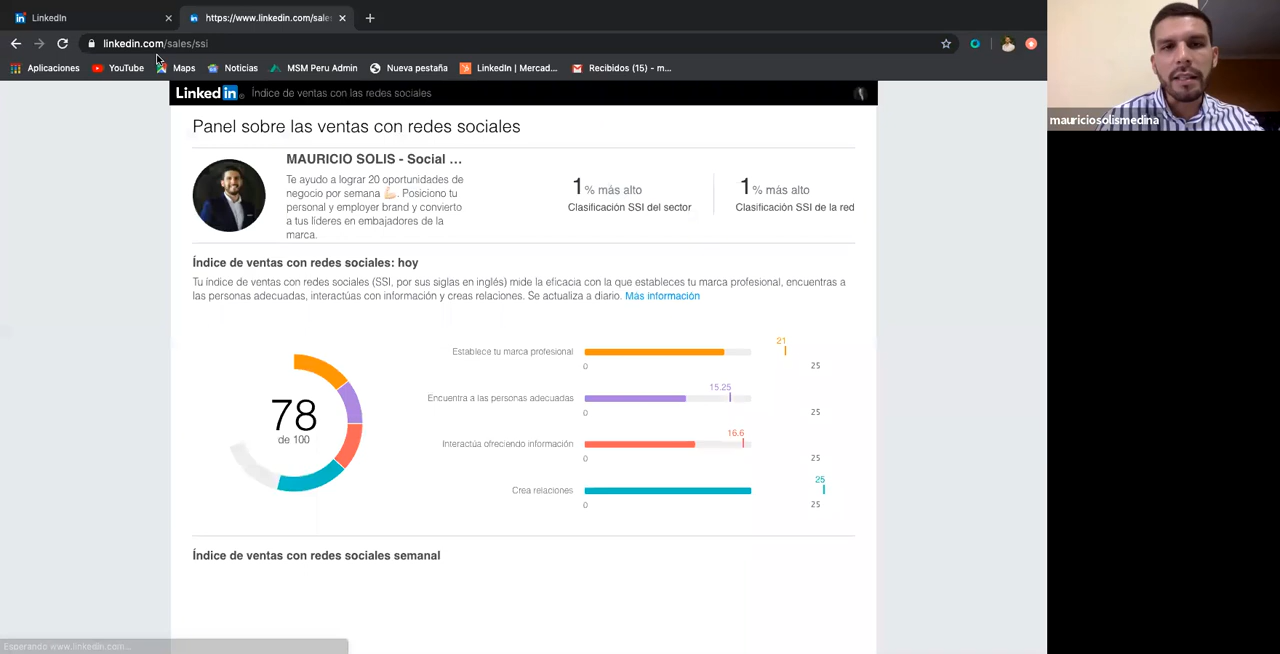 LinkedIn
https://www.linkedin.com/sale
linkedin.com/sales/ssi
Aplicaciones
YouTube
Maps
Noticias
MSM Peru Admin
Nueva pestaña
LinkedIn | Mercad...
Recibidos (15) – m...
mauriciosolismedina
Linked in
Índice de ventas con las redes sociales
Panel sobre las ventas con redes sociales
MAURICIO SOLIS - Social ...
Te ayudo a lograr 20 oportunidades de
negocio por semana 💪🏻. Posiciono tu
personal y employer brand y convierto
a tus líderes en embajadores de la
marca.
1 % más alto
Clasificación SSI del sector
1 % más alto
Clasificación SSI de la red
Índice de ventas con redes sociales: hoy
Tu índice de ventas con redes sociales (SSI, por sus siglas en inglés) mide la eficacia con la que estableces tu marca profesional, encuentras a
las personas adecuadas, interactúas con información y creas relaciones. Se actualiza a diario. Más información
78
de 100
Establece tu marca profesional
21
0
25
Encuentra a las personas adecuadas
15.25
0
25
Interactúa ofreciendo información
16.6
0
25
Crea relaciones
25
0
25
Índice de ventas con redes sociales semanal
Esperando www.linkedin.com...